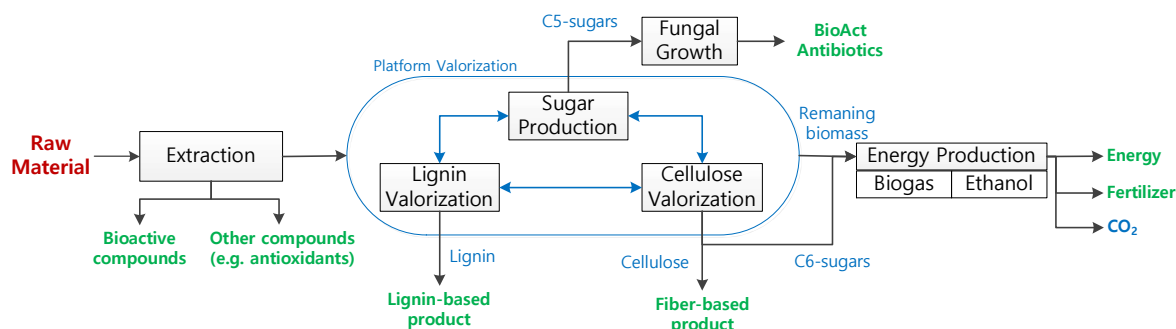 C5-sugars
Fungal
Growth
BioAct
Antibiotics
Platform Valorization
Sugar
Production
Remaning
biomass
Raw
Material
Extraction
Lignin
Valorization
Cellulose
Valorization
Energy Production
Biogas
Ethanol
Energy
Fertilizer
CO₂
Bioactive
compounds
Other compounds
(e.g. antioxidants)
Lignin
Cellulose
C6-sugars
Lignin-based
product
Fiber-based
product